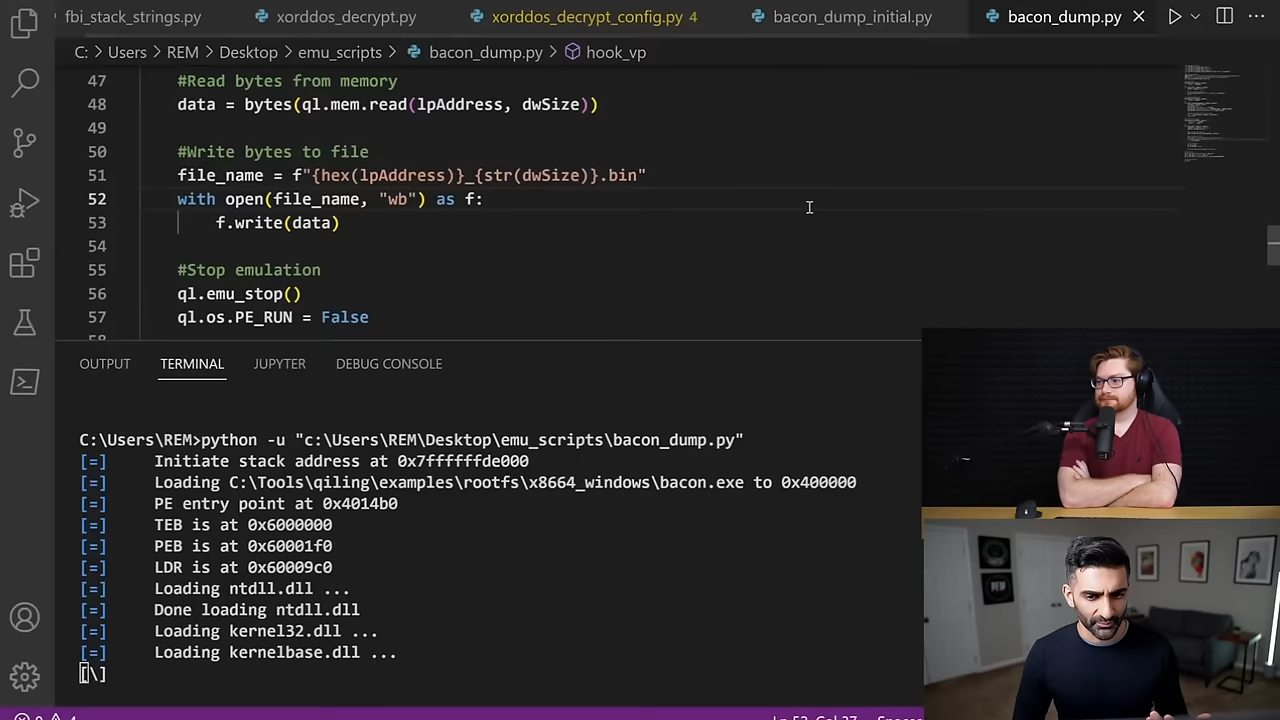 fbi_stack_strings.py xorddos_decrypt.py xorddos_decrypt_config.py 4 bacon_dump_initial.py bacon_dump.py
C: > Users > REM > Desktop > emu_scripts > bacon_dump.py > hook_vp
47 #Read bytes from memory
48 data = bytes(ql.mem.read(lpAddress, dwSize))
49
50 #Write bytes to file
51 file_name = f"{hex(lpAddress)}_{str(dwSize)}.bin"
52 with open(file_name, "wb") as f:
53 f.write(data)
54
55 #Stop emulation
56 ql.emu_stop()
57 ql.os.PE_RUN = False
58
OUTPUT TERMINAL JUPYTER DEBUG CONSOLE
C:\Users\REM>python -u "c:\Users\REM\Desktop\emu_scripts\bacon_dump.py"
[=] Initiate stack address at 0x7ffffffde000
[=] Loading C:\Tools\qiling\examples\rootfs\x8664_windows\bacon.exe to 0x400000
[=] PE entry point at 0x4014b0
[=] TEB is at 0x6000000
[=] PEB is at 0x60001f0
[=] LDR is at 0x60009c0
[=] Loading ntdll.dll ...
[=] Done loading ntdll.dll
[=] Loading kernel32.dll ...
[=] Loading kernelbase.dll ...
[\]